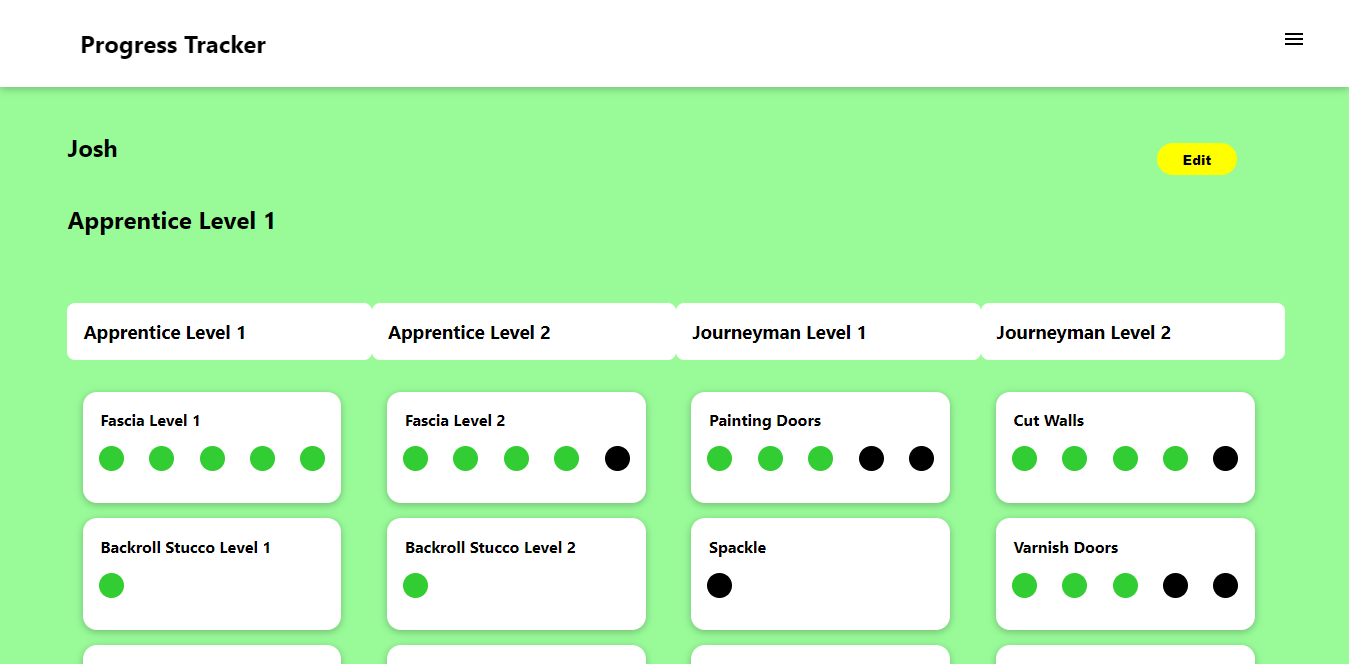 Progress Tracker
Josh
Edit
Apprentice Level 1
Apprentice Level 1
Apprentice Level 2
Journeyman Level 1
Journeyman Level 2
Fascia Level 1
Fascia Level 2
Painting Doors
Cut Walls
Backroll Stucco Level 1
Backroll Stucco Level 2
Spackle
Varnish Doors